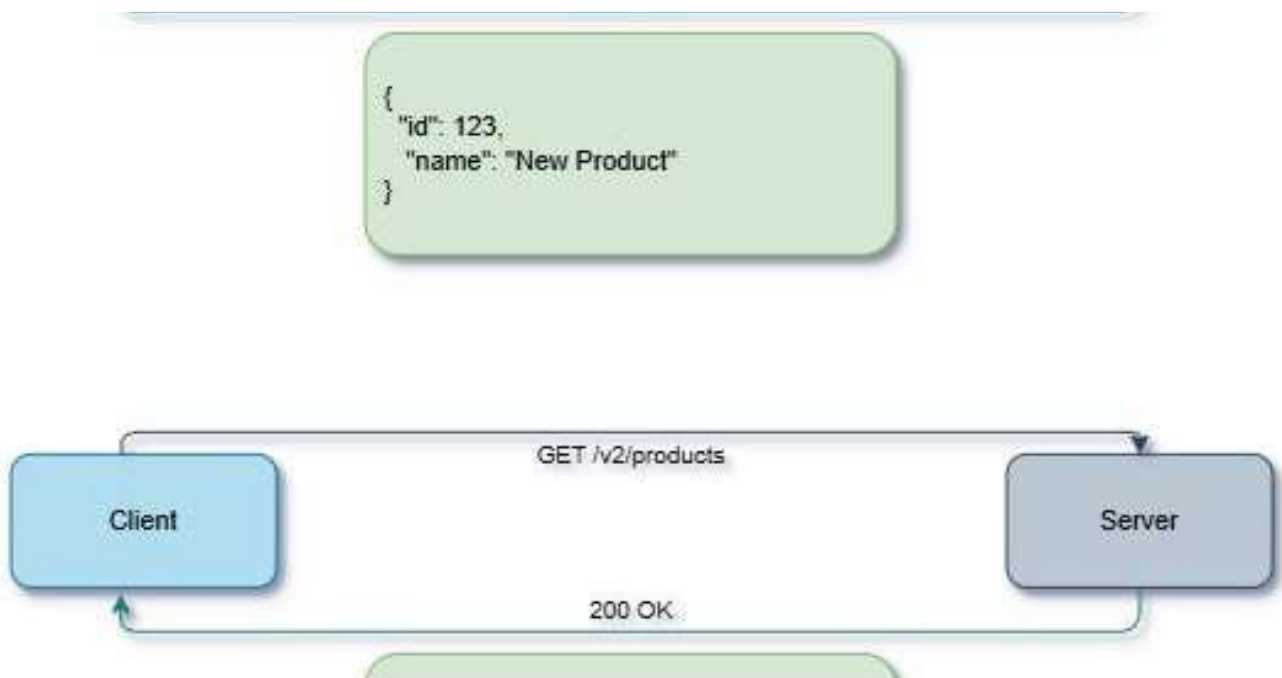 {
"id": 123,
"name": "New Product"
}
GET /v2/products
Client
Server
200 OK